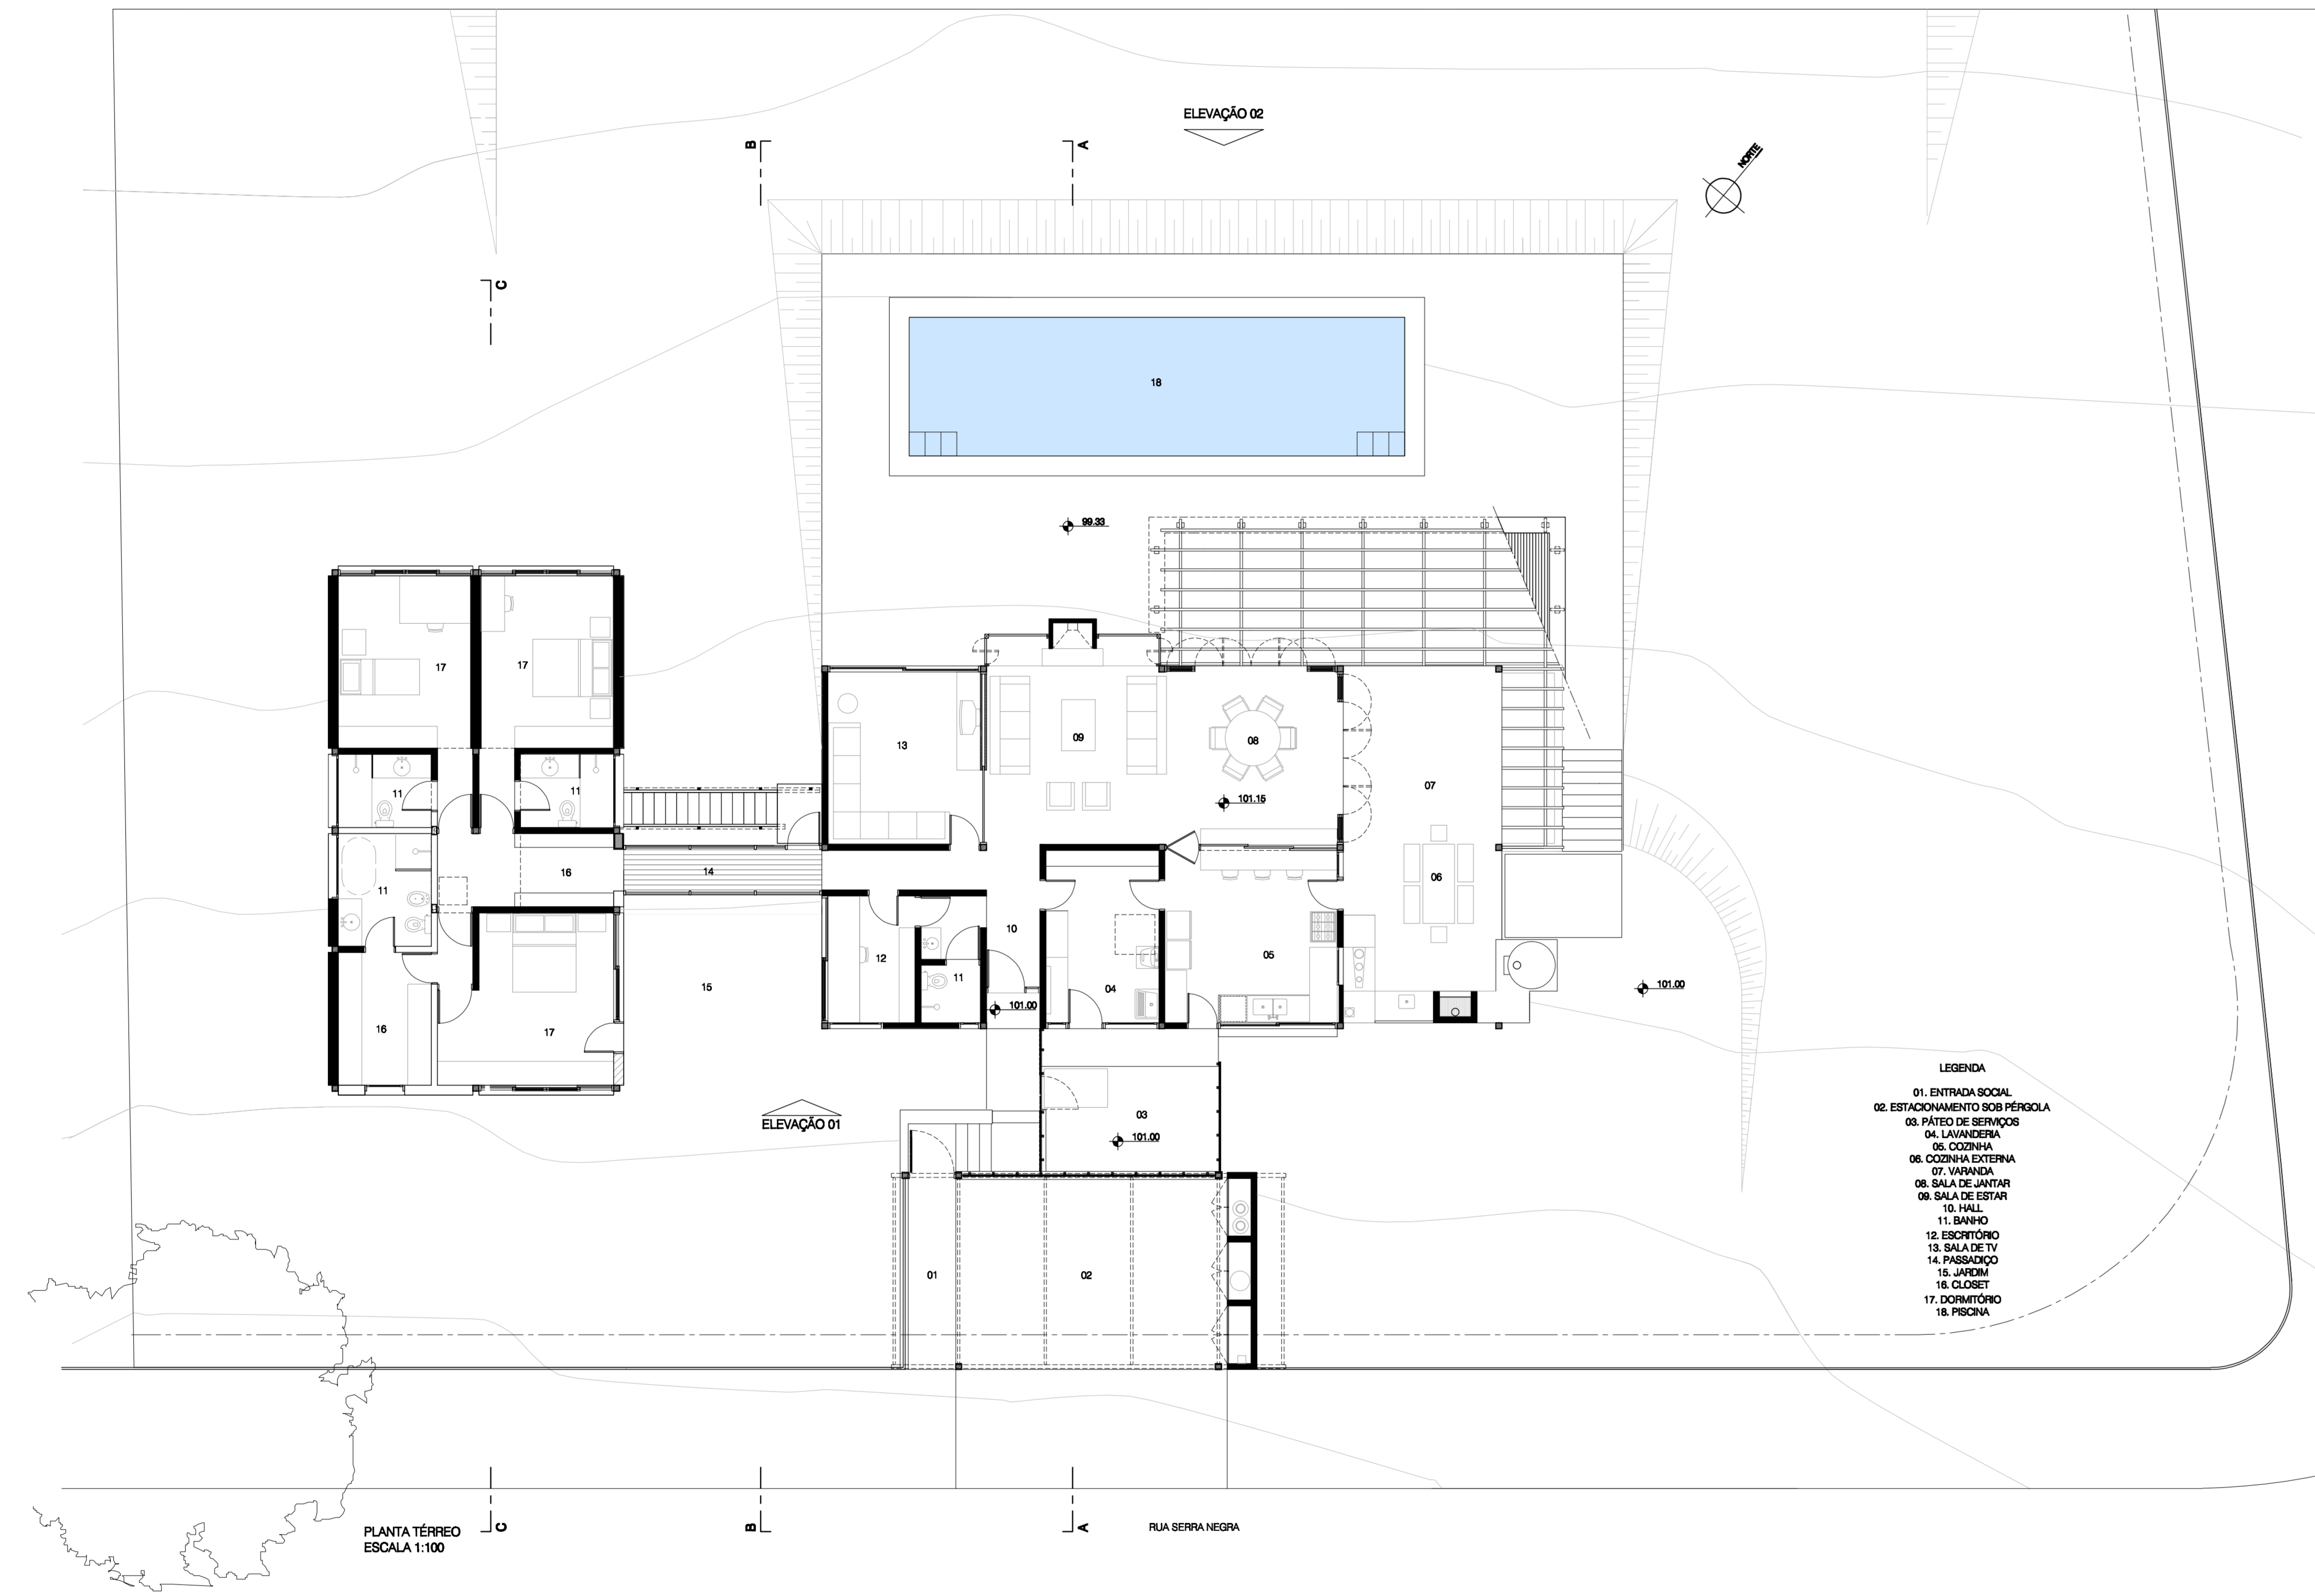 ELEVAÇÃO 02
B
A
NORTE
C
18
99.33
17
17
13
09
08
07
11
11
101.15
16
14
06
11
10
05
12
11
15
04
101.00
101.00
16
17
03
101.00
ELEVAÇÃO 01
01
02
LEGENDA
01. ENTRADA SOCIAL
02. ESTACIONAMENTO SOB PÉRGOLA
03. PÁTEO DE SERVIÇOS
04. LAVANDERIA
05. COZINHA
06. COZINHA EXTERNA
07. VARANDA
08. SALA DE JANTAR
09. SALA DE ESTAR
10. HALL
11. BANHO
12. ESCRITÓRIO
13. SALA DE TV
14. PASSADIÇO
15. JARDIM
16. CLOSET
17. DORMITÓRIO
18. PISCINA
C
B
A
RUA SERRA NEGRA
PLANTA TÉRREO
ESCALA 1:100